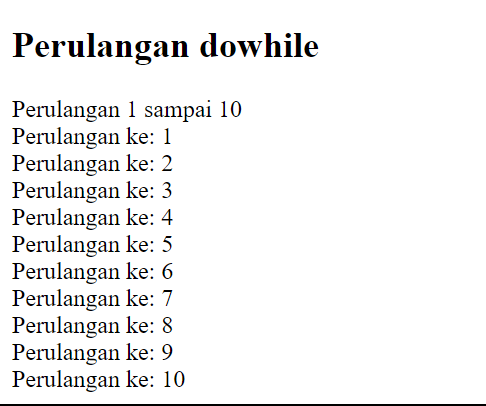 Perulangan dowhile
Perulangan 1 sampai 10
Perulangan ke: 1
Perulangan ke: 2
Perulangan ke: 3
Perulangan ke: 4
Perulangan ke: 5
Perulangan ke: 6
Perulangan ke: 7
Perulangan ke: 8
Perulangan ke: 9
Perulangan ke: 10